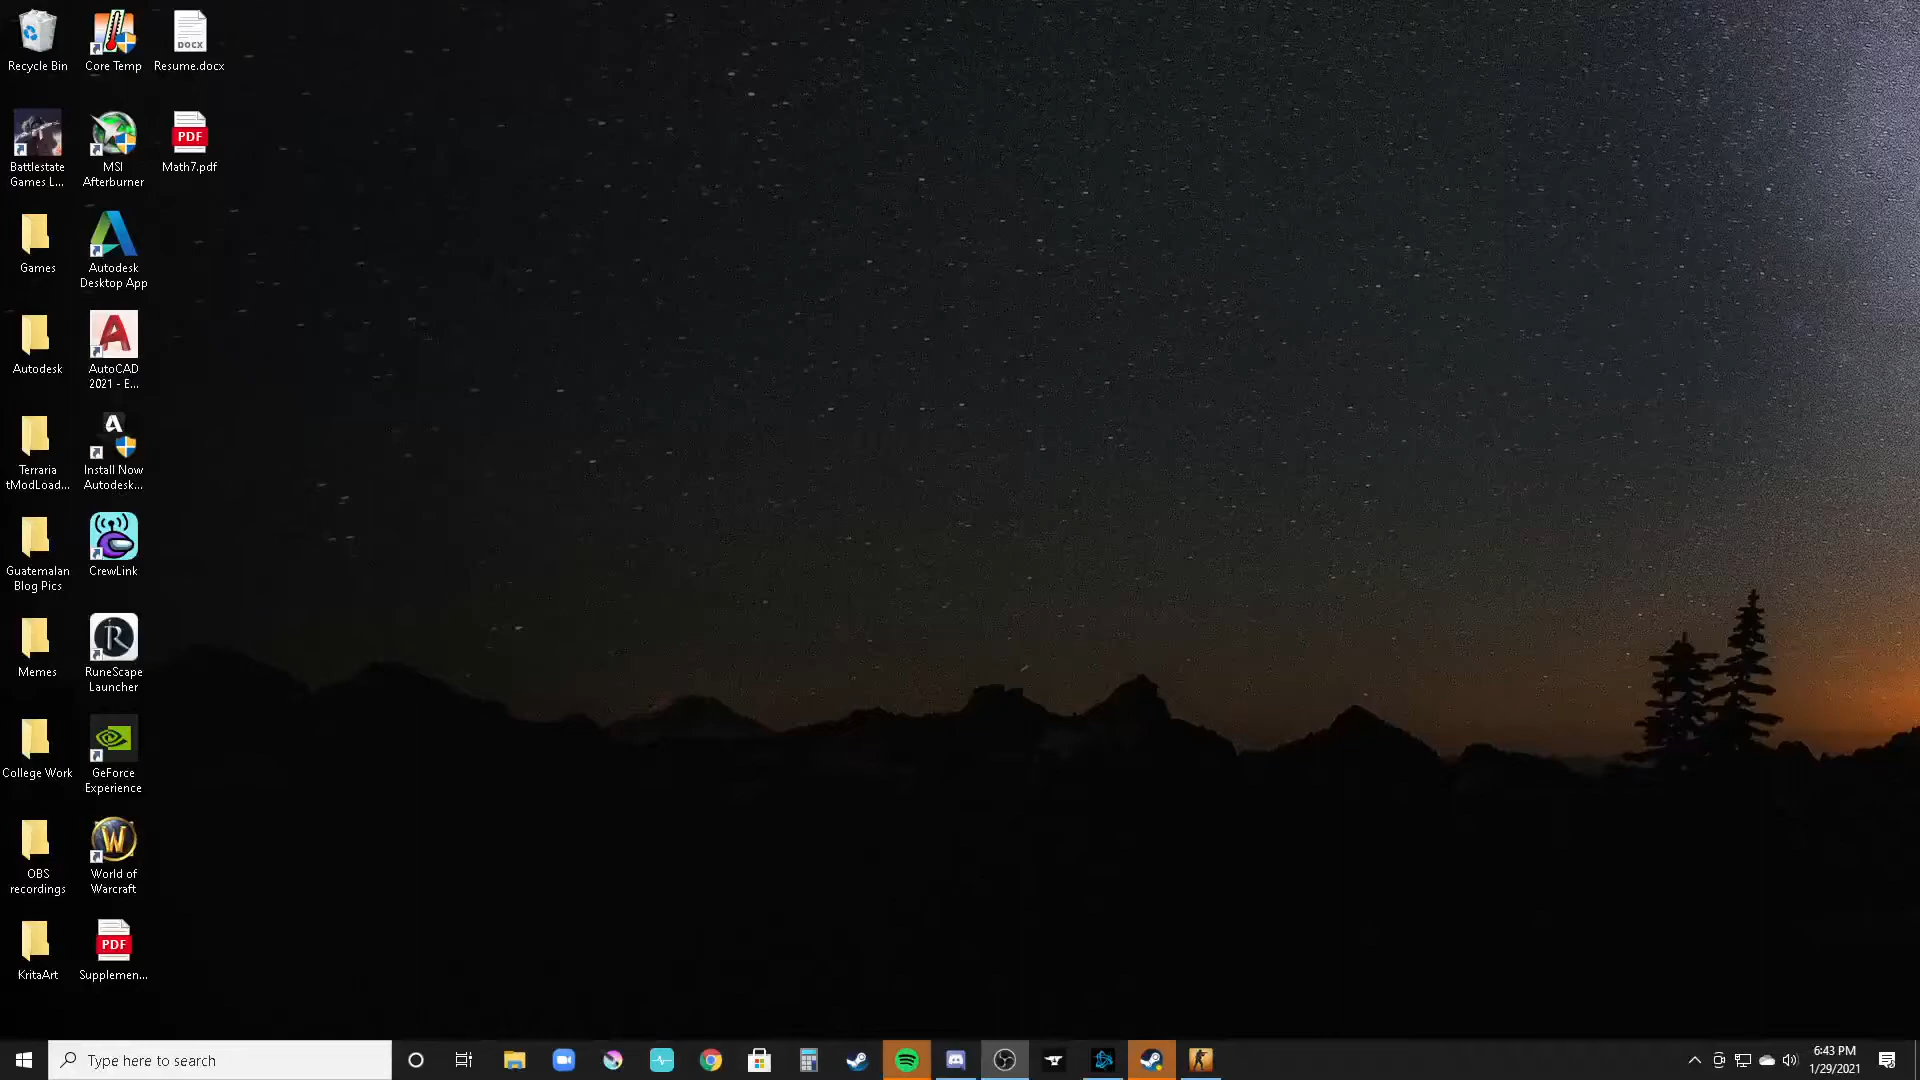 Recycle Bin
Core Temp
DOCX
Resume.docx
Battlestate
Games L...
MSI
Afterburner
PDF
Math7.pdf
Games
Autodesk
Desktop App
Autodesk
AutoCAD
2021 - E...
Terraria
tModLoad...
Install Now
Autodesk...
Guatemalan
Blog Pics
CrewLink
Memes
RuneScape
Launcher
College Work
GeForce
Experience
OBS
recordings
World of
Warcraft
KritaArt
PDF
Supplemen...
Type here to search
6:43 PM
1/29/2021